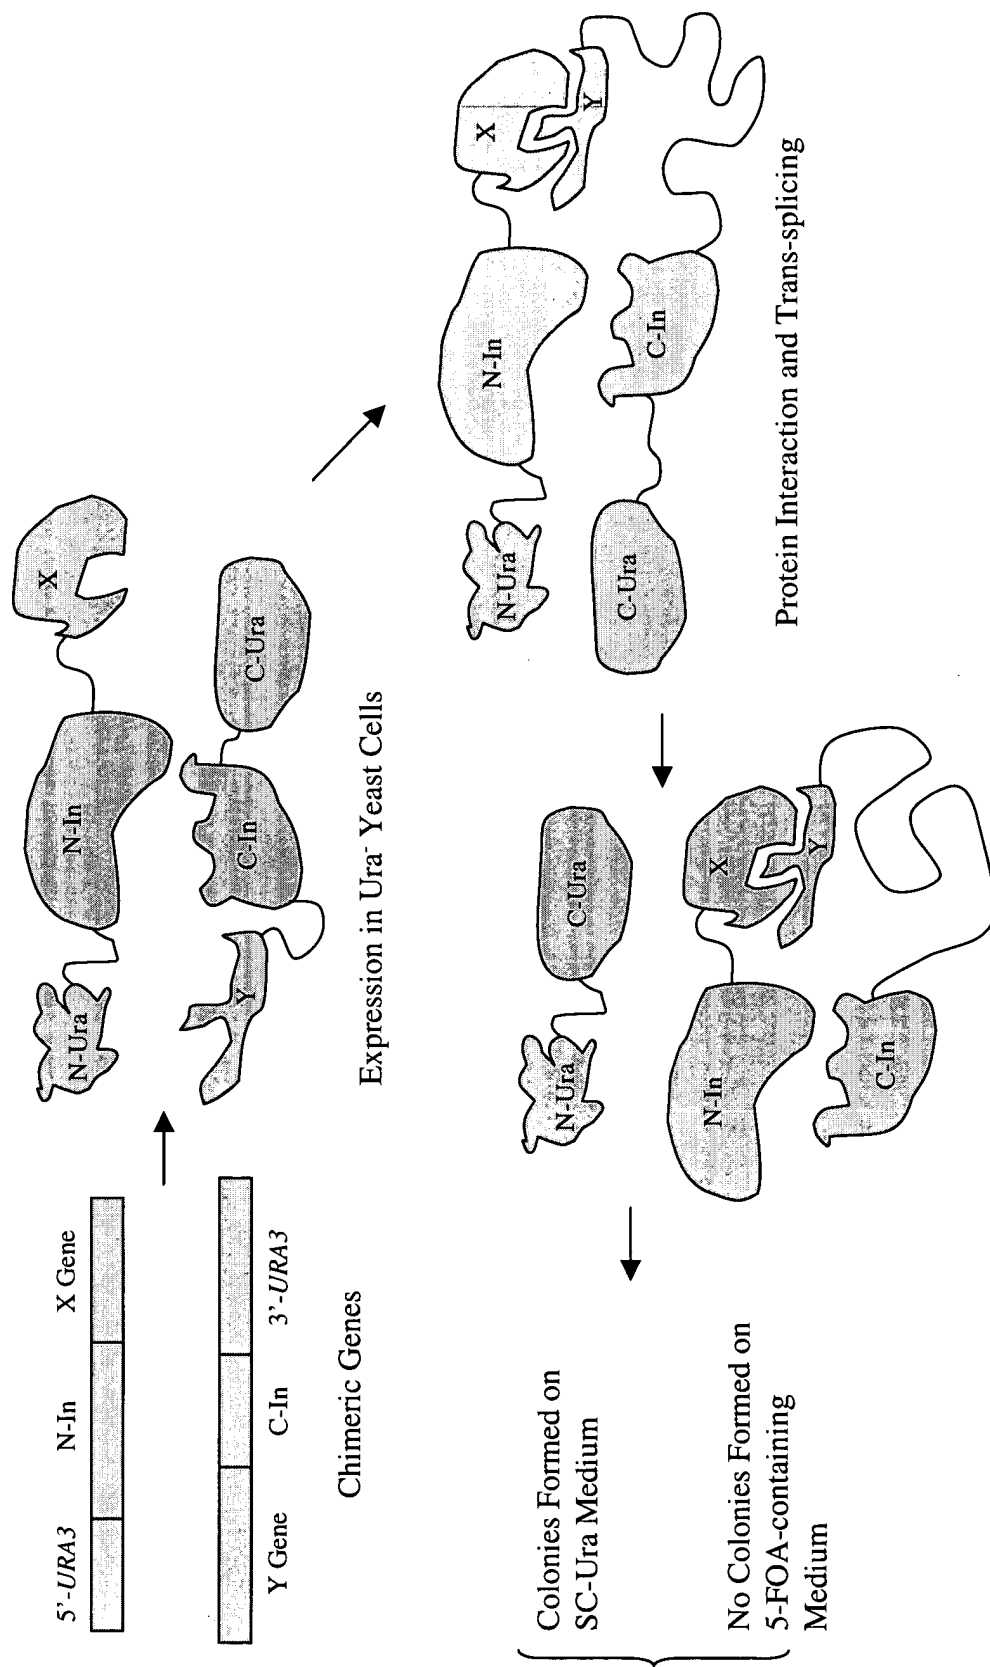 5'-URA3 N-In X Gene
Y Gene C-In 3'-URA3
Chimeric Genes
N-Ura N-In X
Y C-In C-Ura
Expression in Ura⁻ Yeast Cells
N-Ura N-In X
C-Ura C-In Y
Protein Interaction and Trans-splicing
N-Ura C-Ura
N-In X
C-In Y
Colonies Formed on
SC-Ura Medium
No Colonies Formed on
5-FOA-containing
Medium